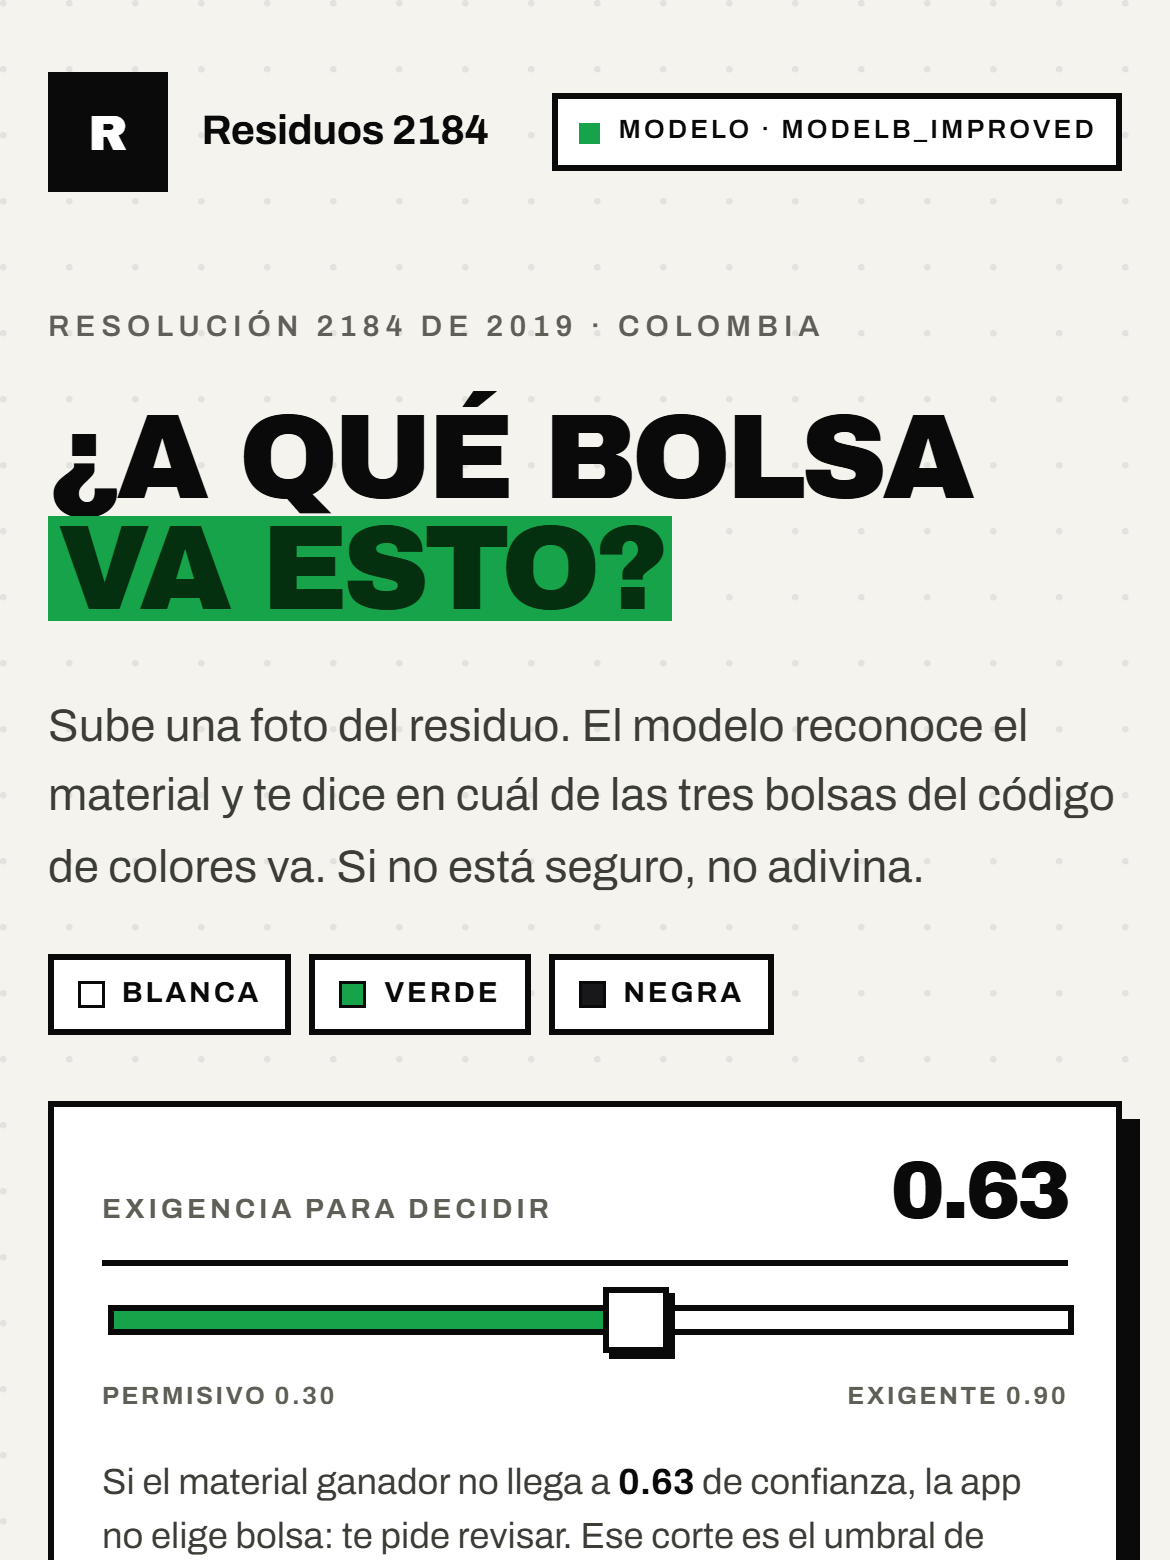 R
Residuos 2184
MODELO · MODELB_IMPROVED
RESOLUCIÓN 2184 DE 2019 · COLOMBIA
¿A QUÉ BOLSA
VA ESTO?
Sube una foto del residuo. El modelo reconoce el
material y te dice en cuál de las tres bolsas del código
de colores va. Si no está seguro, no adivina.
BLANCA
VERDE
NEGRA
EXIGENCIA PARA DECIDIR
0.63
PERMISIVO 0.30
EXIGENTE 0.90
Si el material ganador no llega a 0.63 de confianza, la app
no elige bolsa: te pide revisar. Ese corte es el umbral de